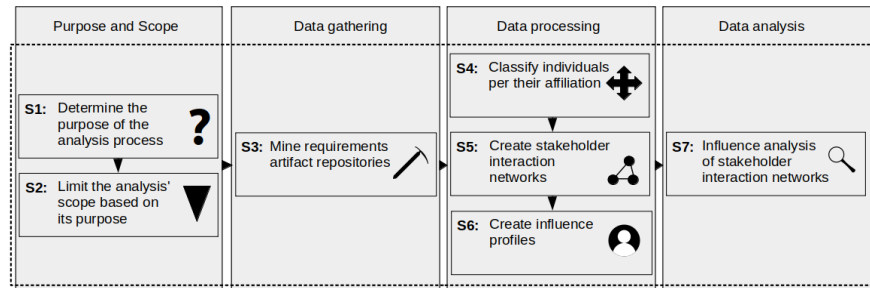 Purpose and Scope
S1: Determine the
purpose of the
analysis process
?
S2: Limit the analysis'
scope based on
its purpose
Data gathering
S3: Mine requirements
artifact repositories
Data processing
S4: Classify individuals
per their affiliation
S5: Create stakeholder
interaction
networks
S6: Create influence
profiles
Data analysis
S7: Influence analysis
of stakeholder
interaction networks